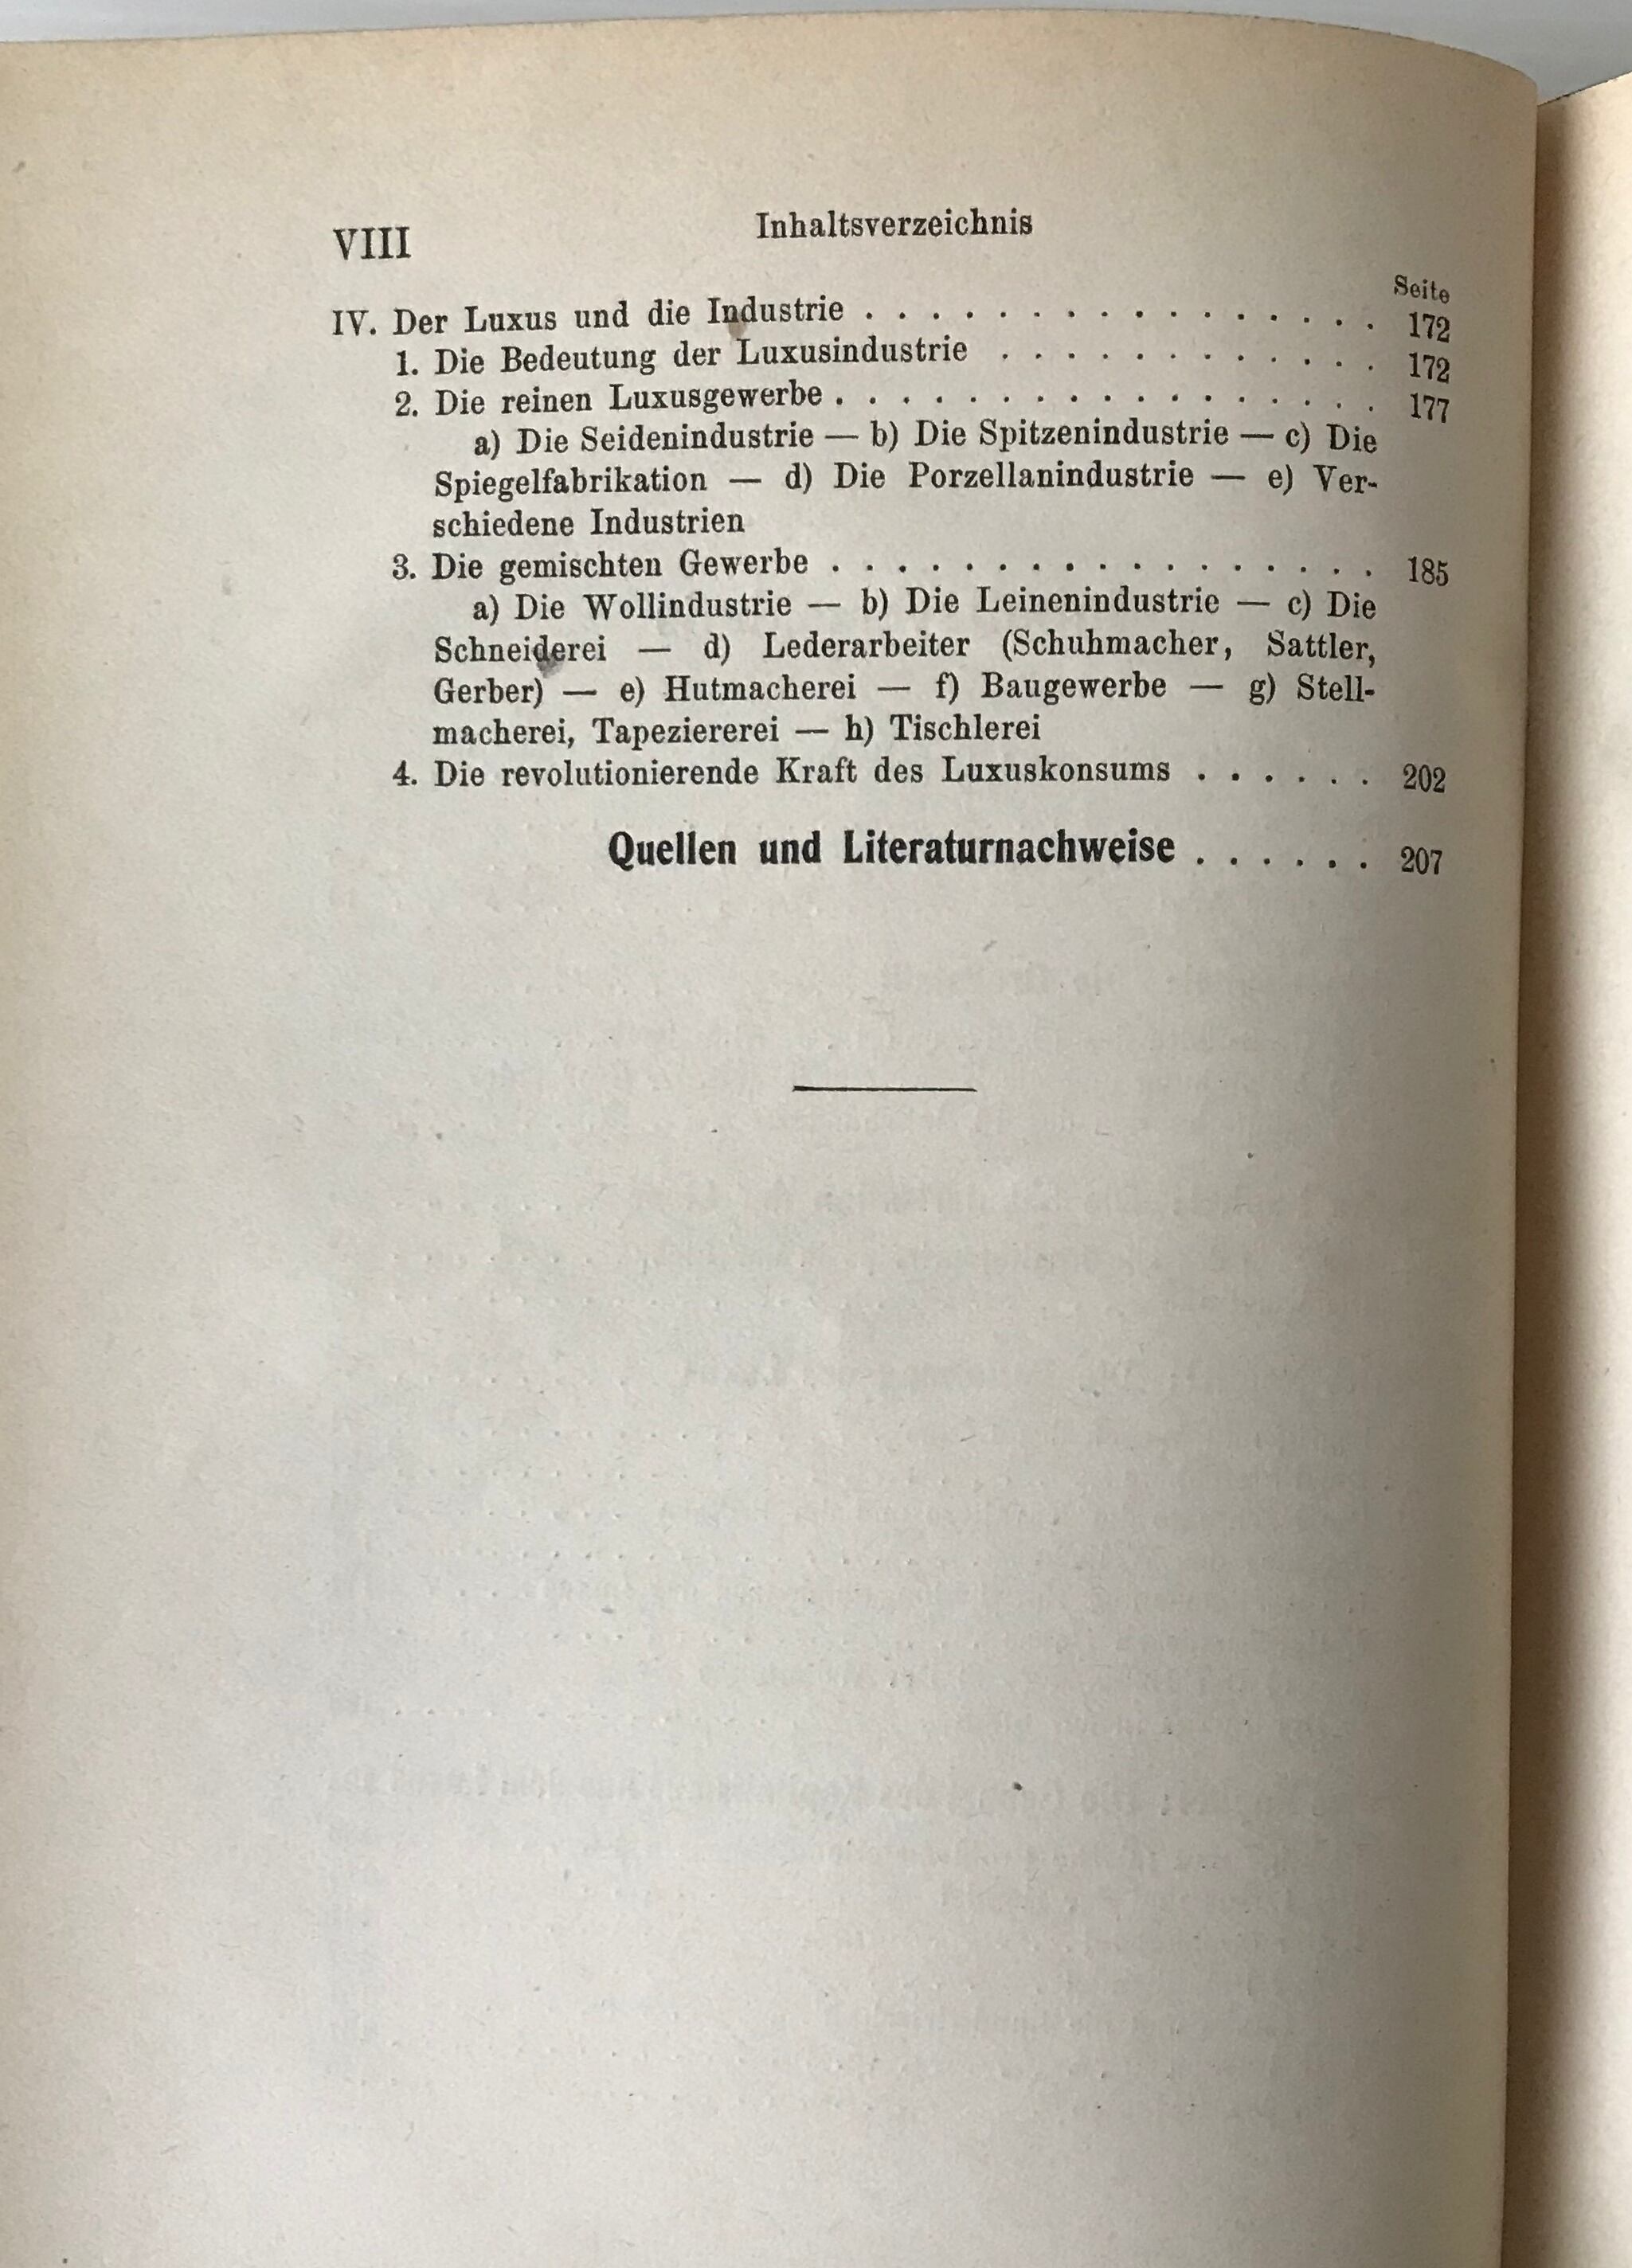 VIII
Inhaltsverzeichnis
Seite
IV. Der Luxus und die Industrie . . . . . . . . . . . . . . . . 172
1. Die Bedeutung der Luxusindustrie . . . . . . . . . . . . 172
2. Die reinen Luxusgewerbe . . . . . . . . . . . . . . . . . 177
a) Die Seidenindustrie — b) Die Spitzenindustrie — c) Die
Spiegelfabrikation — d) Die Porzellanindustrie — e) Ver-
schiedene Industrien
3. Die gemischten Gewerbe . . . . . . . . . . . . . . . . . 185
a) Die Wollindustrie — b) Die Leinenindustrie — c) Die
Schneiderei — d) Lederarbeiter (Schuhmacher, Sattler,
Gerber) — e) Hutmacherei — f) Baugewerbe — g) Stell-
macherei, Tapeziererei — h) Tischlerei
4. Die revolutionierende Kraft des Luxuskonsums . . . . . . 202
Quellen und Literaturnachweise . . . . . . 207